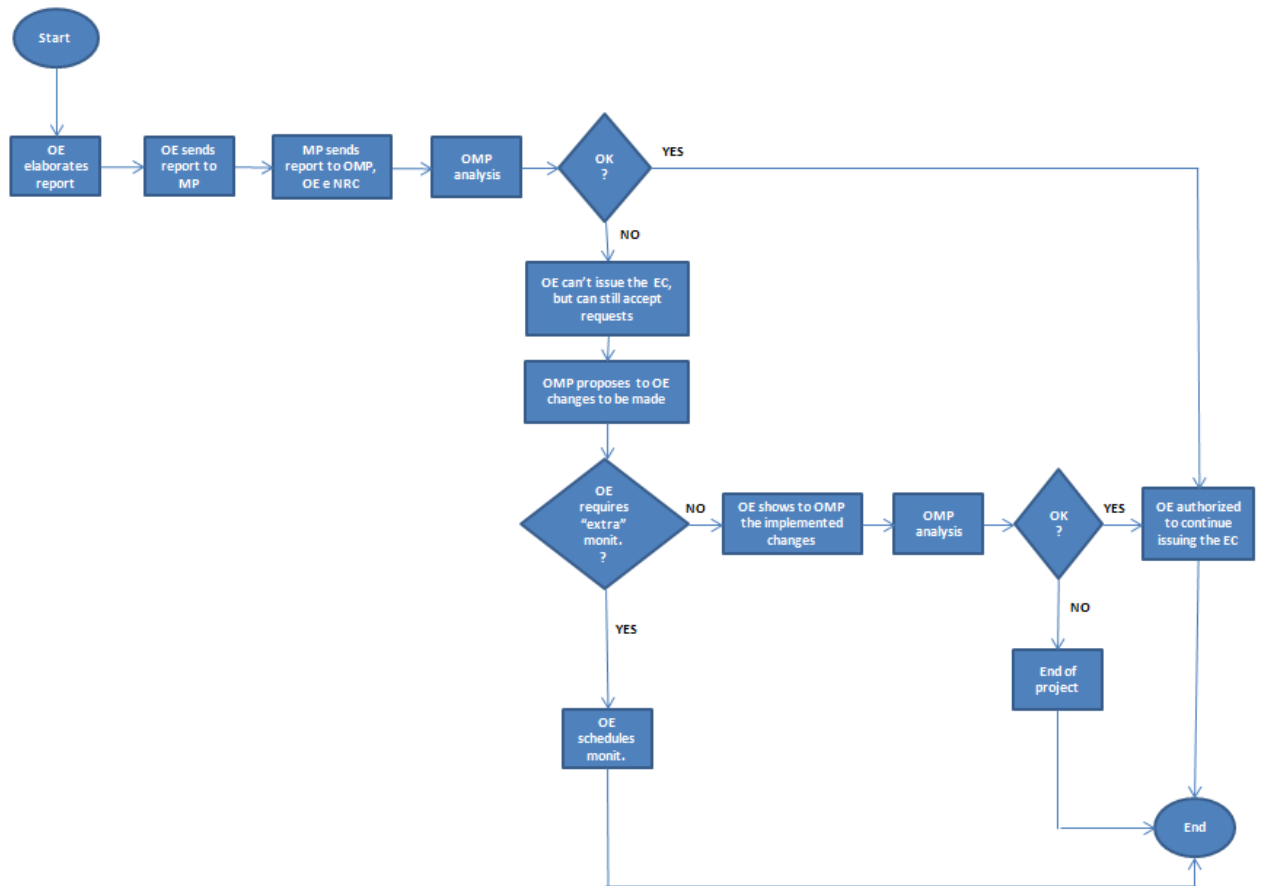 Start
OE
elaborates
report
OE sends
report to
MP
MP sends
report to OMP,
OE e NRC
OMP
analysis
OK
?
YES
NO
OE can't issue the EC,
but can still accept
requests
OMP proposes to OE
changes to be made
OE
requires
"extra"
monit.
?
NO
OE shows to OMP
the implemented
changes
OMP
analysis
OK
?
YES
OE authorized
to continue
issuing the EC
NO
YES
End of
project
OE
schedules
monit.
End